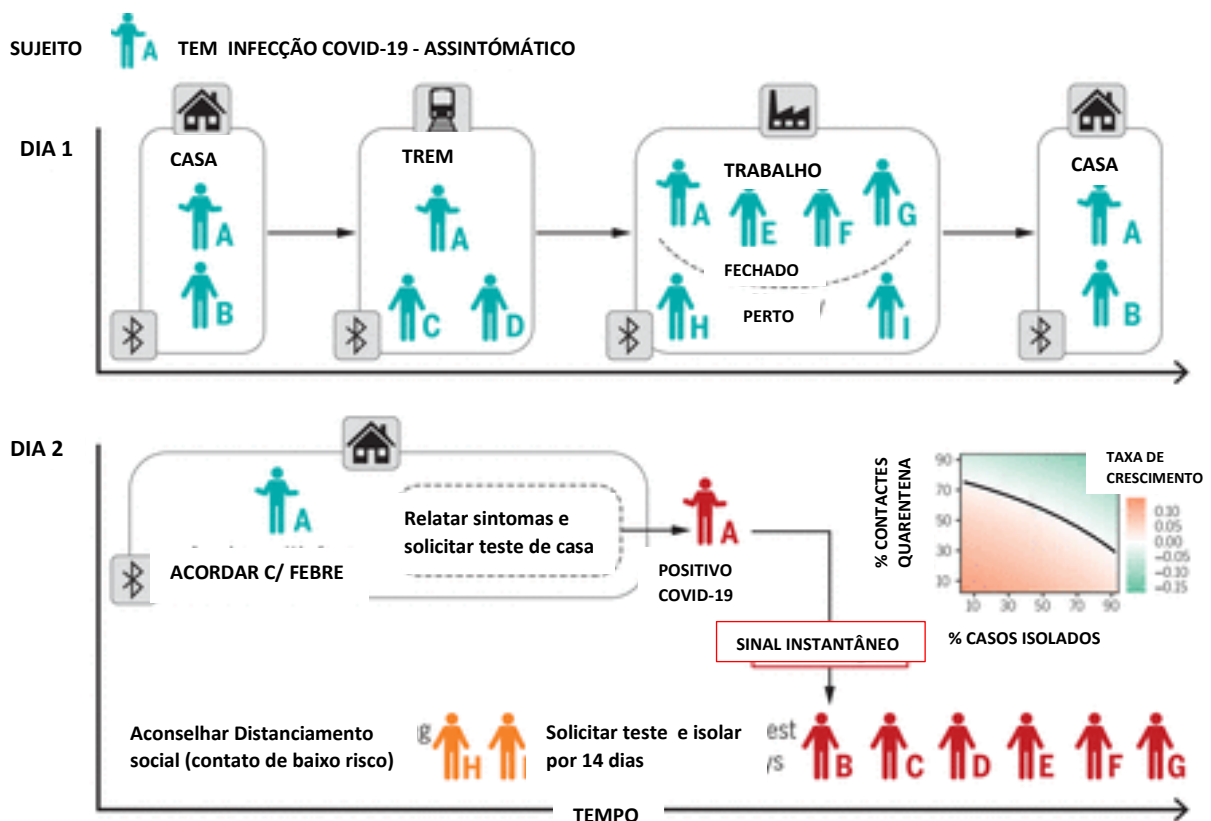 SUJEITO A TEM INFECÇÃO COVID-19 - ASSINTÓMÁTICO
DIA 1
CASA
A
B
TREM
A
C D
TRABALHO
A E F G
FECHADO
PERTO
H I
CASA
A
B
DIA 2
A
ACORDAR C/ FEBRE
Relatar sintomas e
solicitar teste de casa
A
POSITIVO
COVID-19
SINAL INSTANTÂNEO
% CONTACTES
QUARENTENA
90
70
50
30
10
10 30 50 70 90
% CASOS ISOLADOS
TAXA DE
CRESCIMENTO
0.10
0.05
0.00
−0.05
−0.10
−0.15
Aconselhar Distanciamento
social (contato de baixo risco)
g
H I
Solicitar teste e isolar
por 14 dias
est
ys
B C D E F G
TEMPO